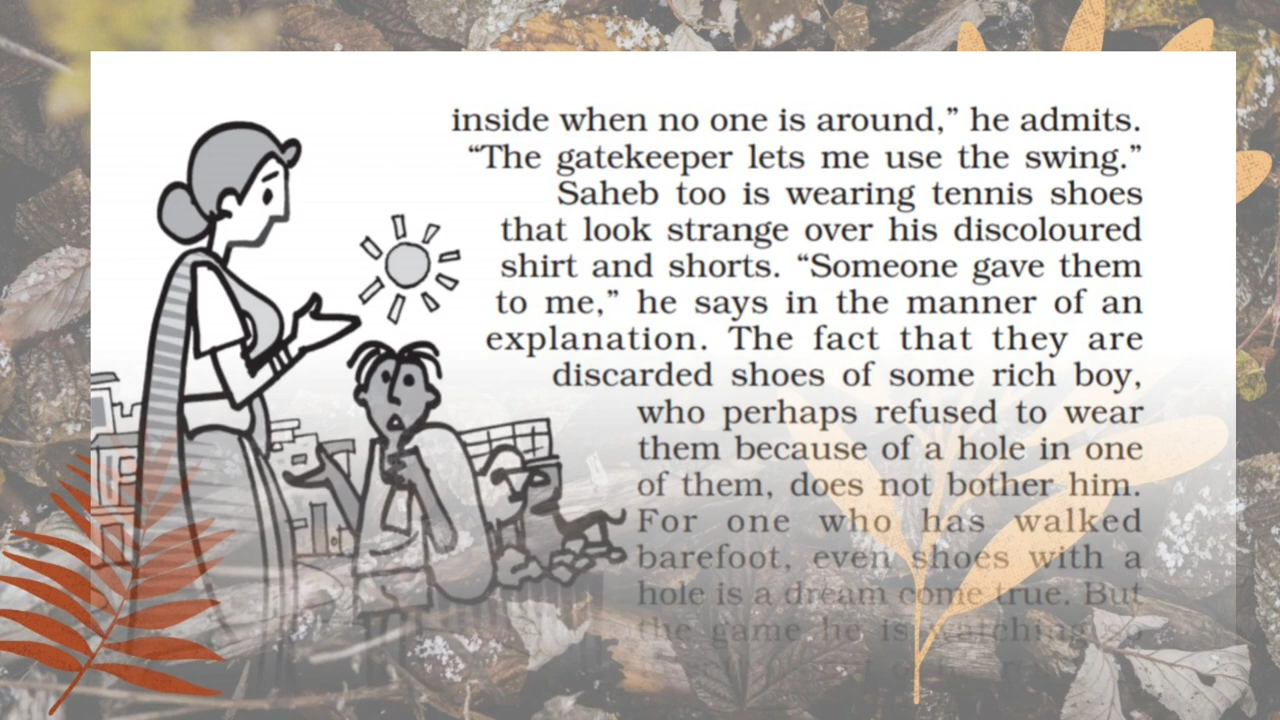 inside when no one is around,” he admits.
“The gatekeeper lets me use the swing.”
Saheb too is wearing tennis shoes
that look strange over his discoloured
shirt and shorts. “Someone gave them
to me,” he says in the manner of an
explanation. The fact that they are
discarded shoes of some rich boy,
who perhaps refused to wear
them because of a hole in one
of them, does not bother him.
For one who has walked
barefoot, even shoes with a
hole is a dream come true. But
the game he is watching so